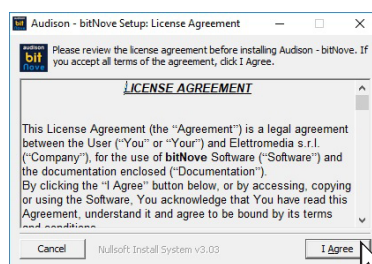 Audison - bitNove Setup: License Agreement
audison
bit
Nove
Please review the license agreement before installing Audison - bitNove. If
you accept all terms of the agreement, click I Agree.
LICENSE AGREEMENT
This License Agreement (the “Agreement”) is a legal agreement
between the User (“You” or “Your”) and Elettromedia s.r.l.
(“Company”), for the use of bitNove Software (“Software”) and
the documentation enclosed (“Documentation”).
By clicking the “I Agree” button below, or by accessing, copying
or using the Software, You acknowledge that You have read this
Agreement, understand it and agree to be bound by its terms
and conditions
Cancel
Nullsoft Install System v3.03
I Agree